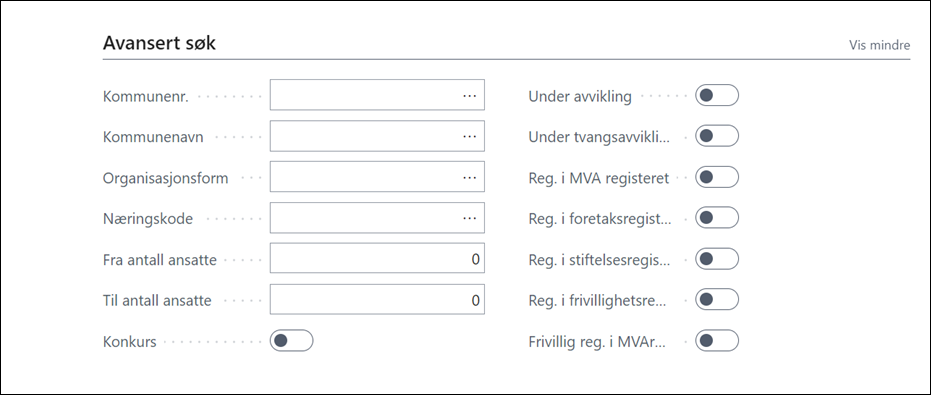 Avansert søk
Vis mindre
Kommunenr.
Kommunenavn
Organisasjonsform
Næringskode
Fra antall ansatte 0
Til antall ansatte 0
Konkurs
Under avvikling
Under tvangsavvikli...
Reg. i MVA registeret
Reg. i foretaksregist...
Reg. i stiftelsesregis...
Reg. i frivillighetsre...
Frivillig reg. i MVAr...